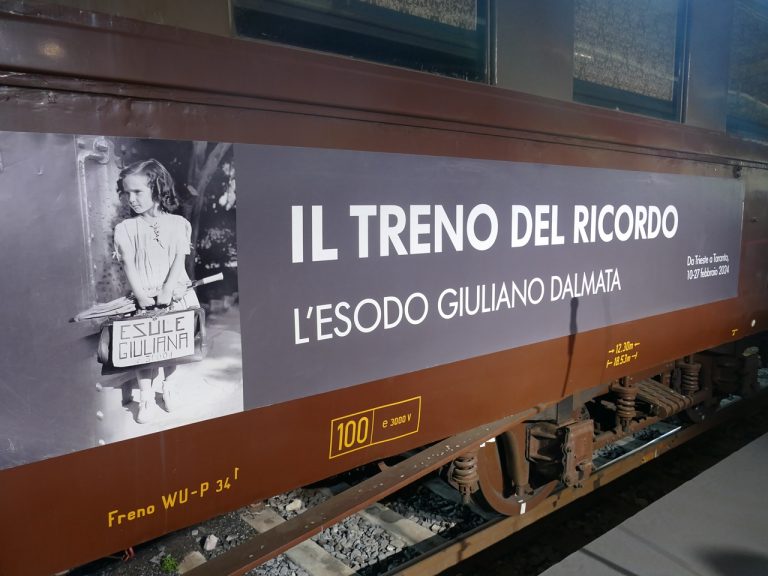 IL TRENO DEL RICORDO
L'ESODO GIULIANO DALMATA
Da Trieste a Taranto,
10-27 febbraio 2024
ESULE
GIULIANA
12.30m
18.53m
100 e 3000 V
Freno WU-P 34